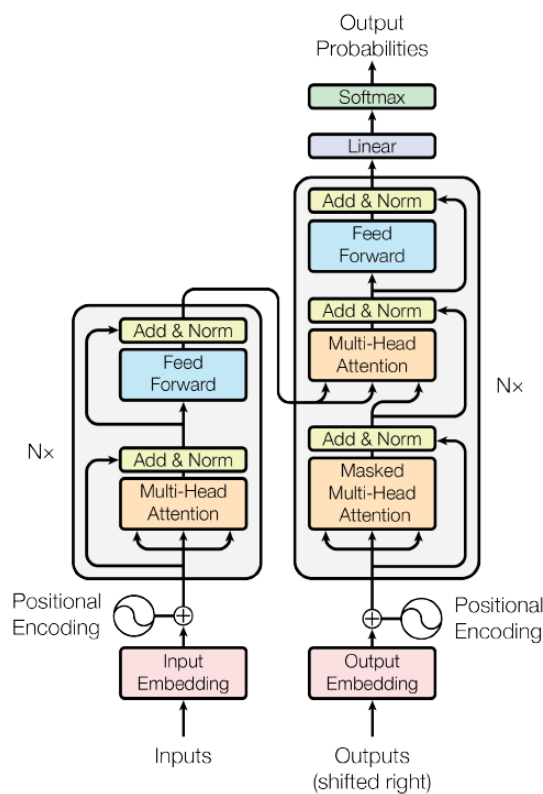 Output
Probabilities
Softmax
Linear
Add & Norm
Feed
Forward
Add & Norm
Multi-Head
Attention
Nx
Add & Norm
Masked
Multi-Head
Attention
Positional
Encoding
Output
Embedding
Outputs
(shifted right)
Add & Norm
Feed
Forward
Nx
Add & Norm
Multi-Head
Attention
Positional
Encoding
Input
Embedding
Inputs